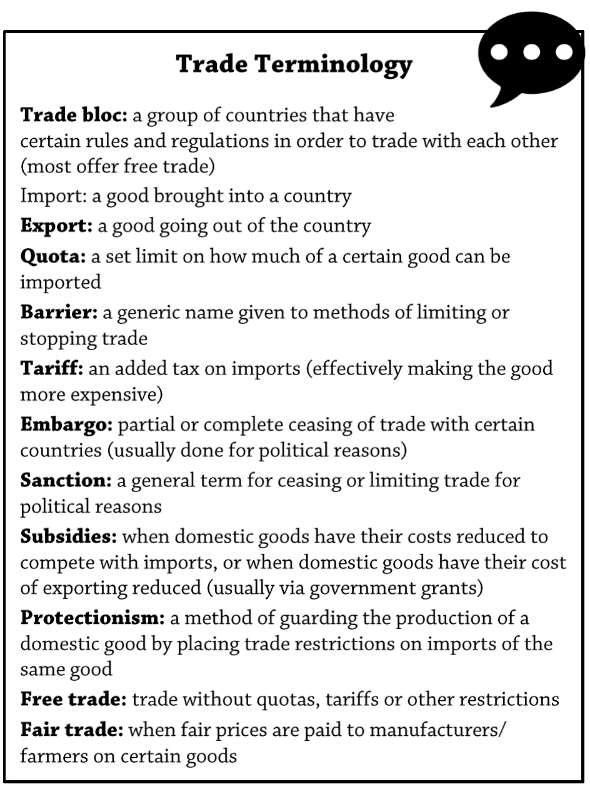 Trade Terminology
Trade bloc: a group of countries that have
certain rules and regulations in order to trade with each other
(most offer free trade)
Import: a good brought into a country
Export: a good going out of the country
Quota: a set limit on how much of a certain good can be
imported
Barrier: a generic name given to methods of limiting or
stopping trade
Tariff: an added tax on imports (effectively making the good
more expensive)
Embargo: partial or complete ceasing of trade with certain
countries (usually done for political reasons)
Sanction: a general term for ceasing or limiting trade for
political reasons
Subsidies: when domestic goods have their costs reduced to
compete with imports, or when domestic goods have their cost
of exporting reduced (usually via government grants)
Protectionism: a method of guarding the production of a
domestic good by placing trade restrictions on imports of the
same good
Free trade: trade without quotas, tariffs or other restrictions
Fair trade: when fair prices are paid to manufacturers/
farmers on certain goods